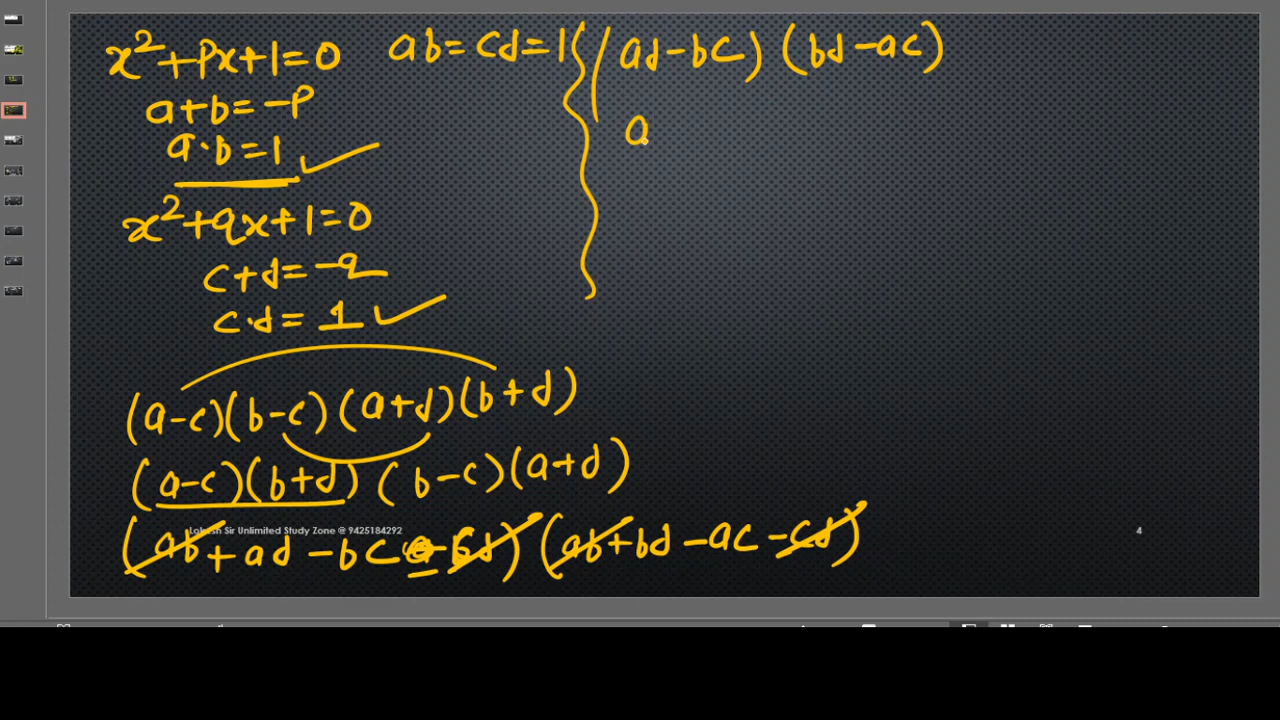 x²+px+1=0
a+b=-p
a·b=1
x²+qx+1=0
c+d=-q
c·d=1
(a-c)(b-c)(a+d)(b+d)
(a-c)(b+d)(b-c)(a+d)
Lokesh Sir Unlimited Study Zone @ 9425184292
(ab+ad-bc-cd)(ab+bd-ac-cd)
4
ab=cd=1
(ad-bc)(bd-ac)
a